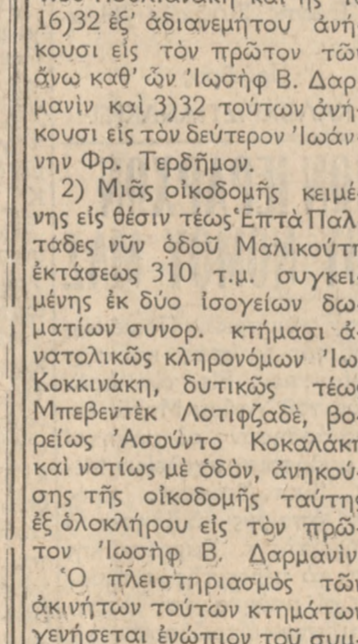 16)32 ἐξ' ἀδιανεμήτου ἀνή
κουσι εἰς τὸν πρῶτον τῶ
ἄνω καθ' ὧν Ἰωσὴφ Β. Δαρ
μανὶν καὶ 3)32 τούτων ἀνή
κουσι εἰς τὸν δεύτερον Ἰωάν
νην Φρ. Τερδῆμον.
2) Μιᾶς οἰκοδομῆς κειμέ
νης εἰς θέσιν τέως Ἑπτὰ Παλ
τάδες νῦν ὁδοῦ Μαλικούτη
ἐκτάσεως 310 τ.μ. συγκει
μένης ἐκ δύο ἰσογείων δω
ματίων συνορ. κτήμασι ἀ
νατολικῶς κληρονόμων Ἰω
Κοκκινάκη, δυτικῶς τέω
Μπεβεντὲκ Λοτιφζαδὲ, βο
ρείως Ἀσούντο Κοκαλάκη
καὶ νοτίως μὲ ὁδὸν, ἀνηκού
σης τῆς οἰκοδομῆς ταύτης
ἐξ ὁλοκλήρου εἰς τὸν πρῶ
τον Ἰωσὴφ Β. Δαρμανὶν
Ὁ πλειστηριασμὸς τῶν
ἀκινήτων τούτων κτημάτων
γενήσεται ἐνώπιον τοῦ